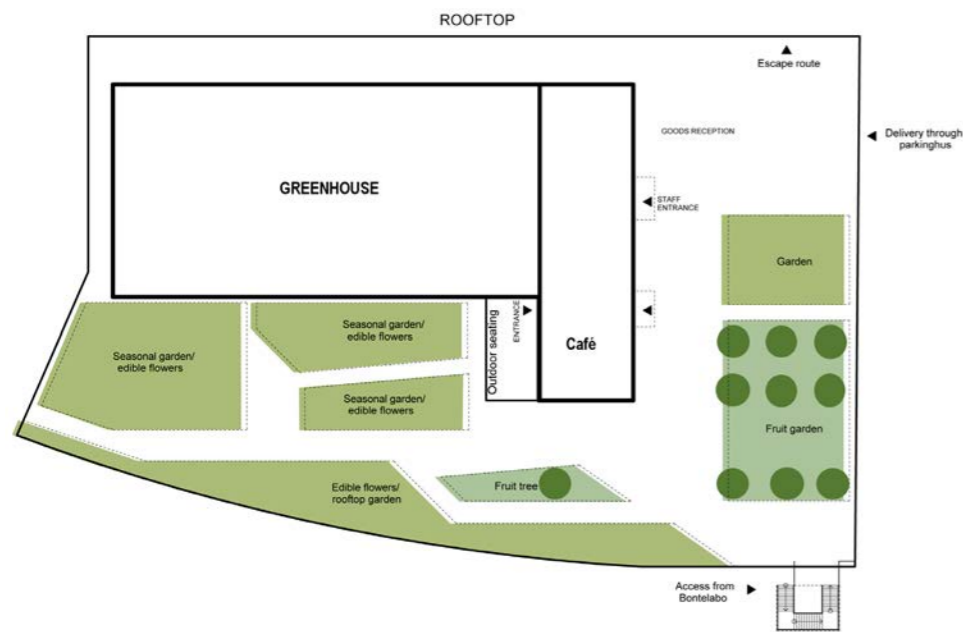 ROOFTOP
Escape route
GOODS RECEPTION
Delivery through
parkinghus
GREENHOUSE
STAFF
ENTRANCE
Garden
Outdoor seating
ENTRANCE
Café
Seasonal garden/
edible flowers
Seasonal garden/
edible flowers
Seasonal garden/
edible flowers
Fruit garden
Edible flowers/
rooftop garden
Fruit tree
Access from
Bontelabo